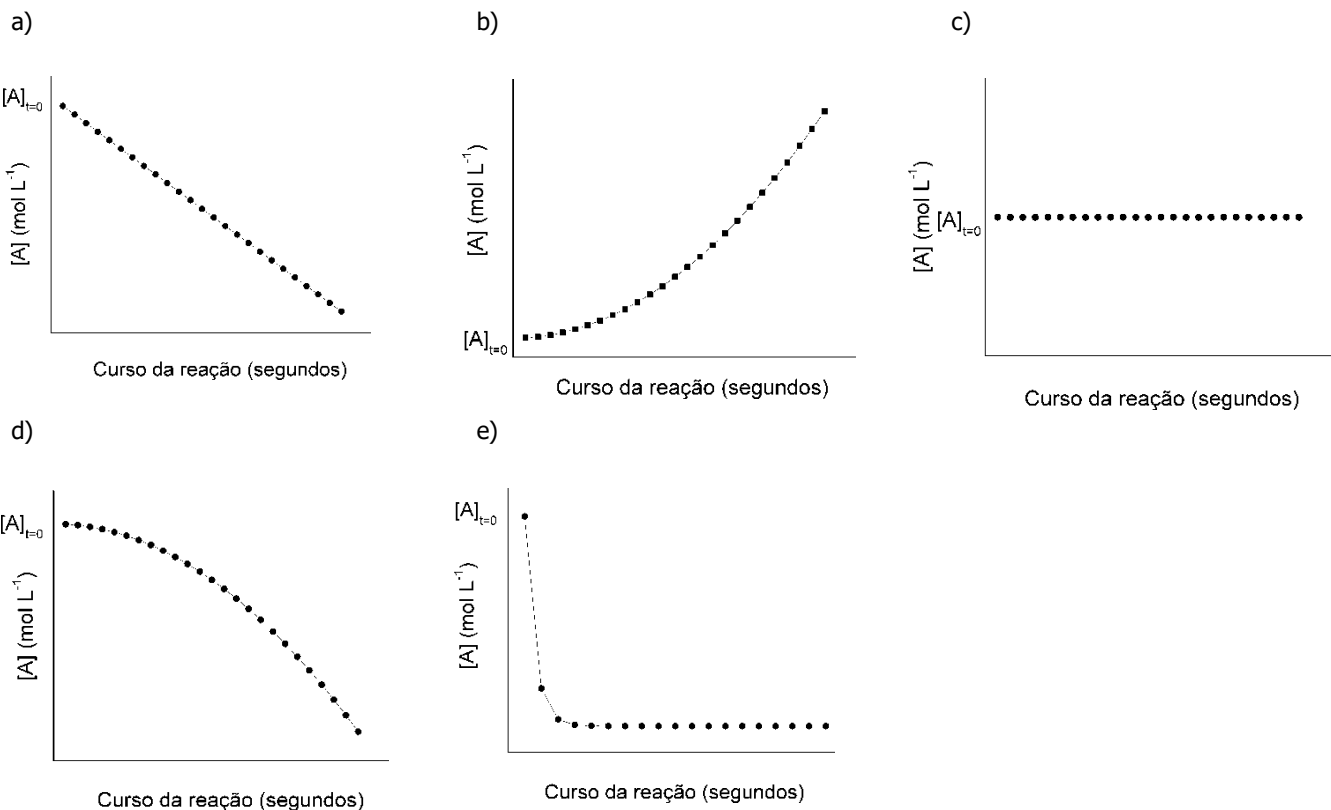 a)
[A]t=0
[A] (mol L-1)
Curso da reação (segundos)
b)
[A] (mol L-1)
[A]t=0
Curso da reação (segundos)
c)
[A] (mol L-1)
[A]t=0
Curso da reação (segundos)
d)
[A]t=0
[A] (mol L-1)
Curso da reação (segundos)
e)
[A]t=0
[A] (mol L-1)
Curso da reação (segundos)